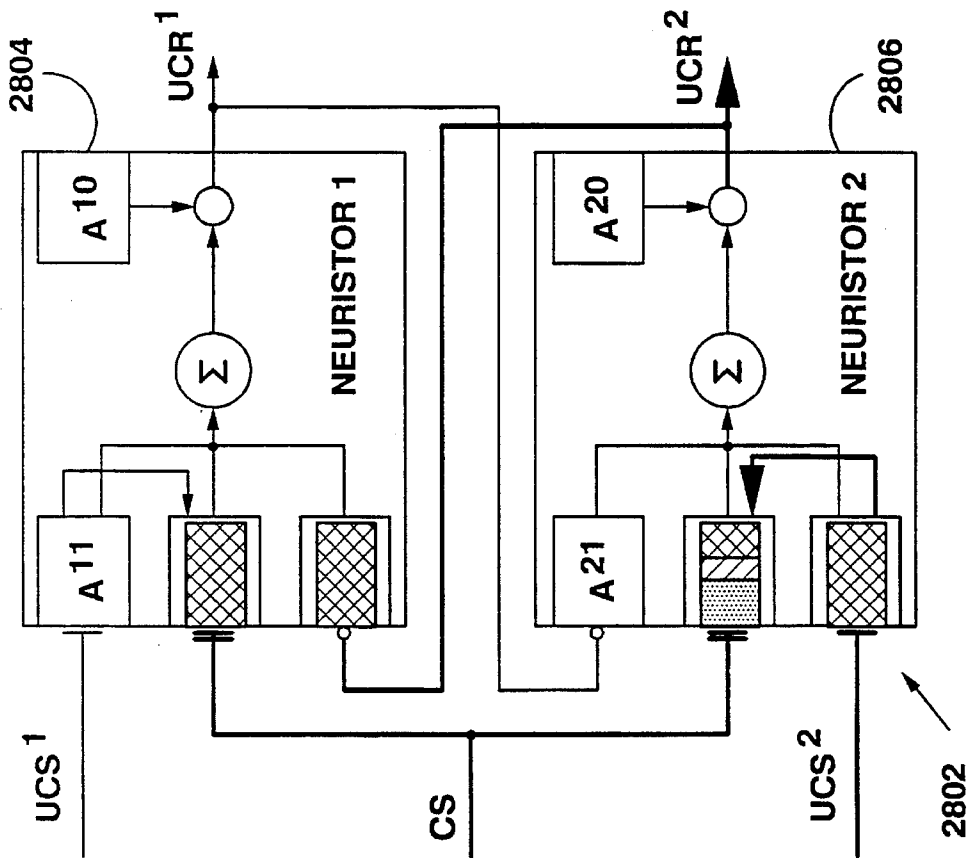 2804
UCR¹
A¹⁰
NEURISTOR 1
Σ
A¹¹
UCS¹
UCR²
2806
A²⁰
NEURISTOR 2
Σ
A²¹
CS
UCS²
2802